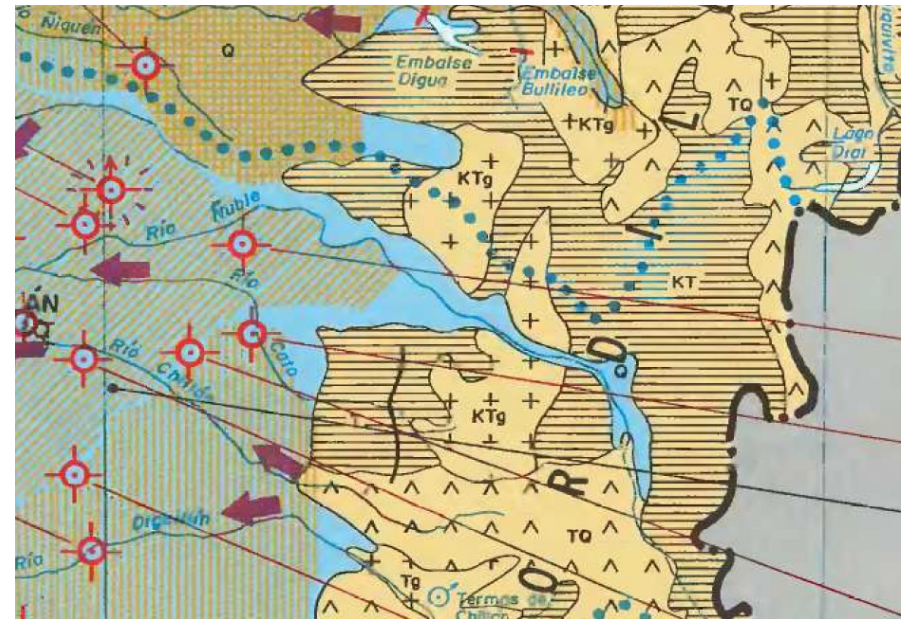 Ñiquén
Q
Embalse
Digua
Embalse
Bullileo
KTg
L
TQ
Lago
Dial
KTg
Río
Ñuble
I
KT
Río
ÁN
D
Q
Río
Cato
Chillán
KTg
R
Diguillín
TQ
Río
Tg
O
Termas de
Chillán